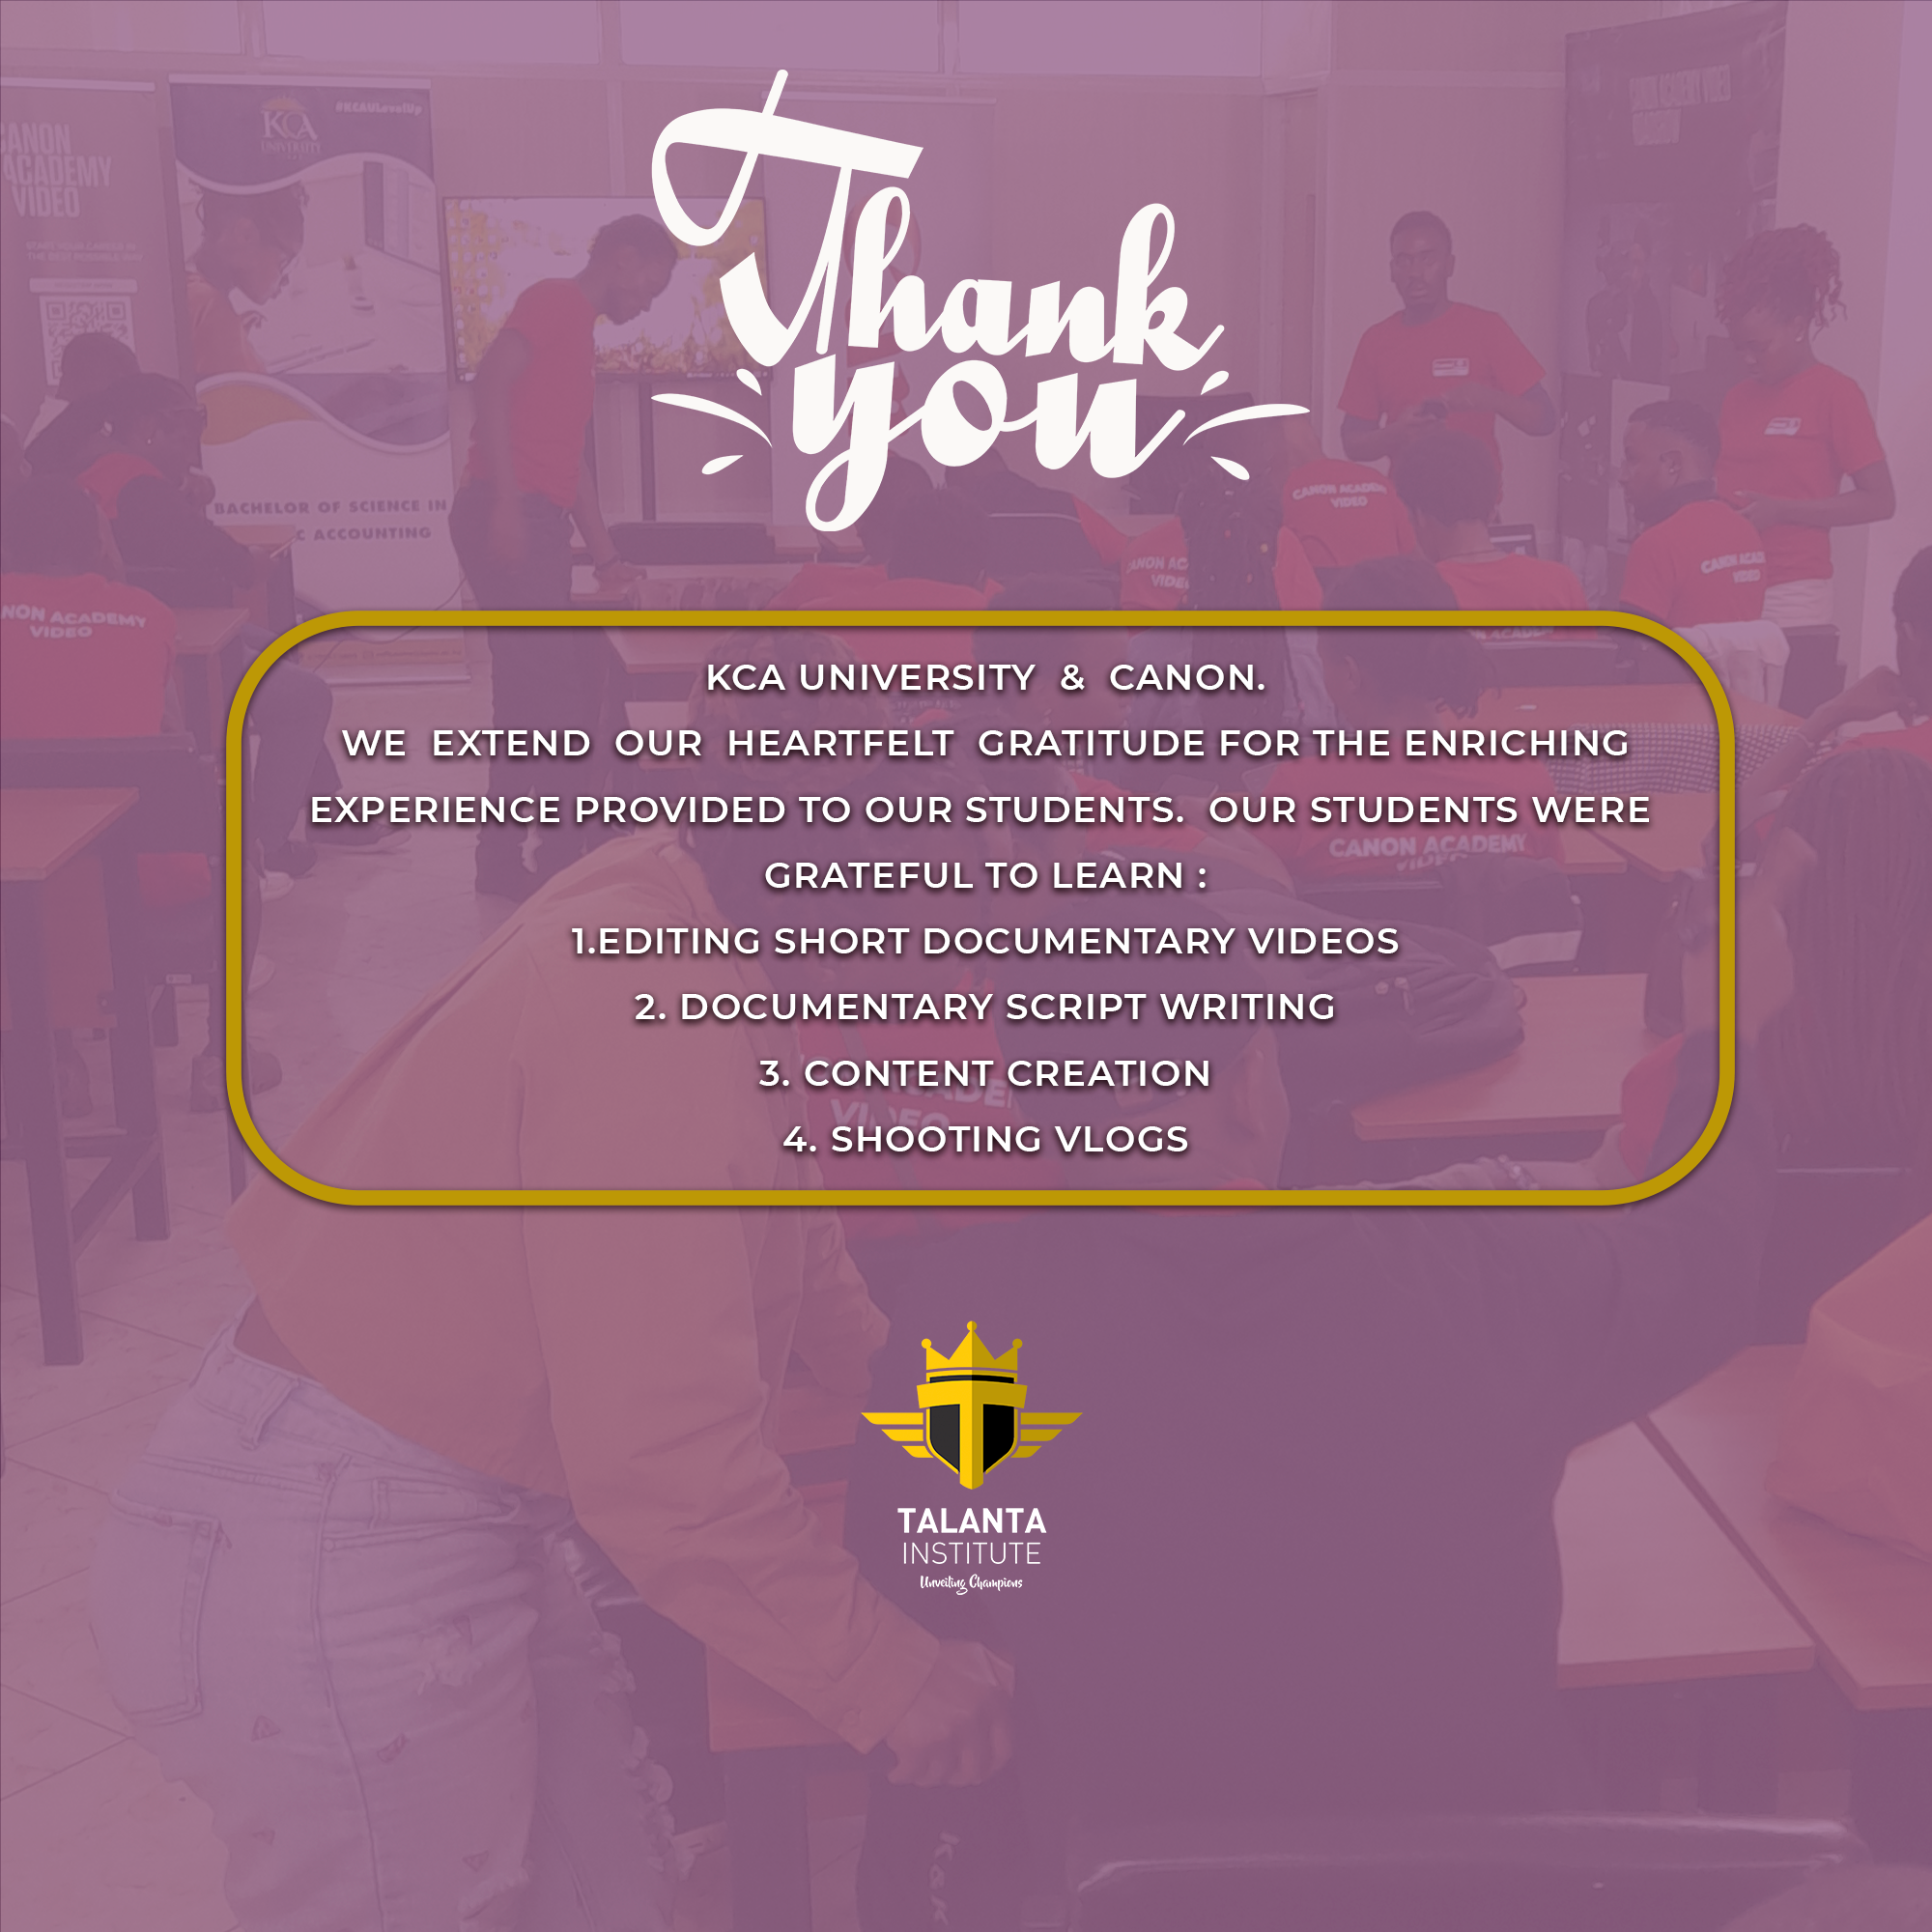 CANON
ACADEMY
VIDEO
KCA
UNIVERSITY
#KCAULevelUp
Thank
you
BACHELOR OF SCIENCE IN
C ACCOUNTING
CANON ACADEMY
VIDEO
NON ACADEMY
VIDEO
KCA UNIVERSITY & CANON.
WE EXTEND OUR HEARTFELT GRATITUDE FOR THE ENRICHING
EXPERIENCE PROVIDED TO OUR STUDENTS. OUR STUDENTS WERE
GRATEFUL TO LEARN :
1.EDITING SHORT DOCUMENTARY VIDEOS
2. DOCUMENTARY SCRIPT WRITING
3. CONTENT CREATION
4. SHOOTING VLOGS
CANON ACADEMY
VIDEO
TALANTA
INSTITUTE
Unveiling Champions